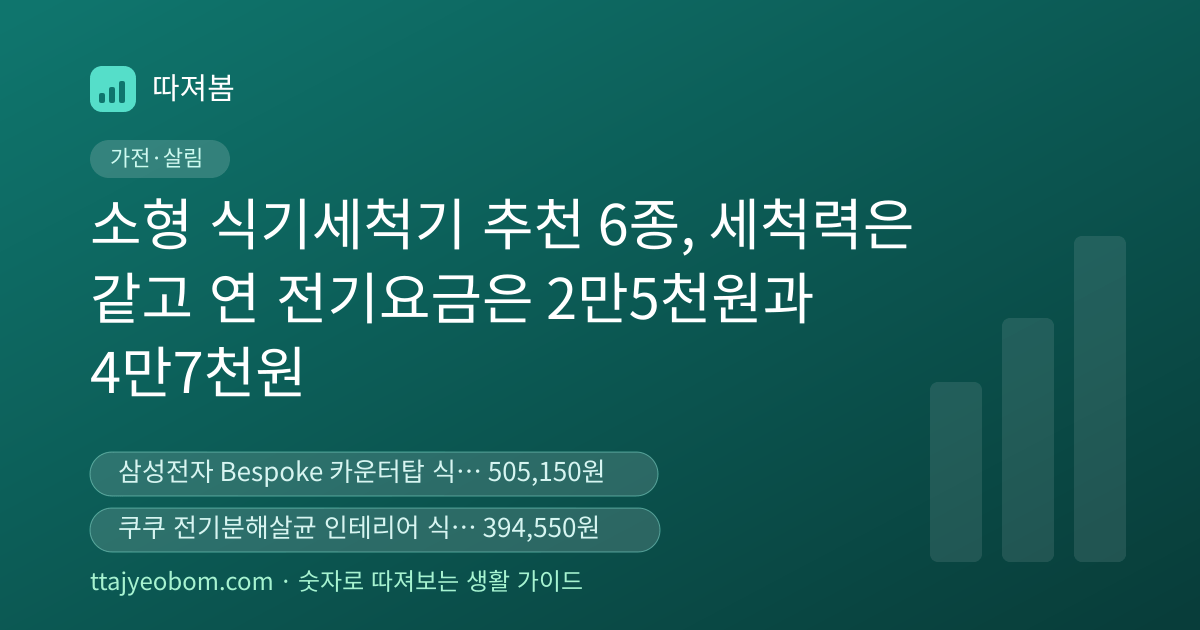 따져봄
가전·살림
소형 식기세척기 추천 6종, 세척력은
같고 연 전기요금은 2만5천원과
4만7천원
삼성전자 Bespoke 카운터탑 식… 505,150원
쿠쿠 전기분해살균 인테리어 식… 394,550원
ttajyeobom.com · 숫자로 따져보는 생활 가이드